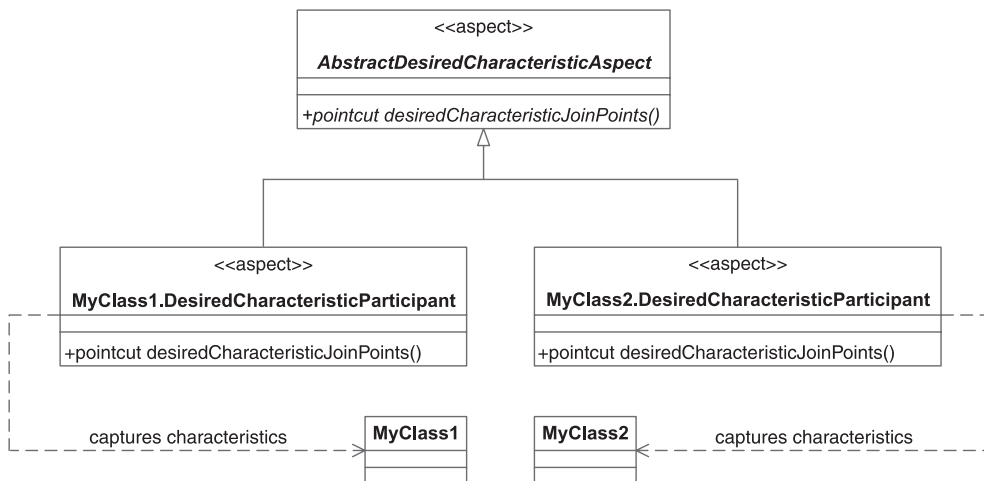 <<aspect>>
AbstractDesiredCharacteristicAspect
+pointcut desiredCharacteristicJoinPoints()
<<aspect>>
MyClass1.DesiredCharacteristicParticipant
+pointcut desiredCharacteristicJoinPoints()
<<aspect>>
MyClass2.DesiredCharacteristicParticipant
+pointcut desiredCharacteristicJoinPoints()
captures characteristics
MyClass1
MyClass2
captures characteristics